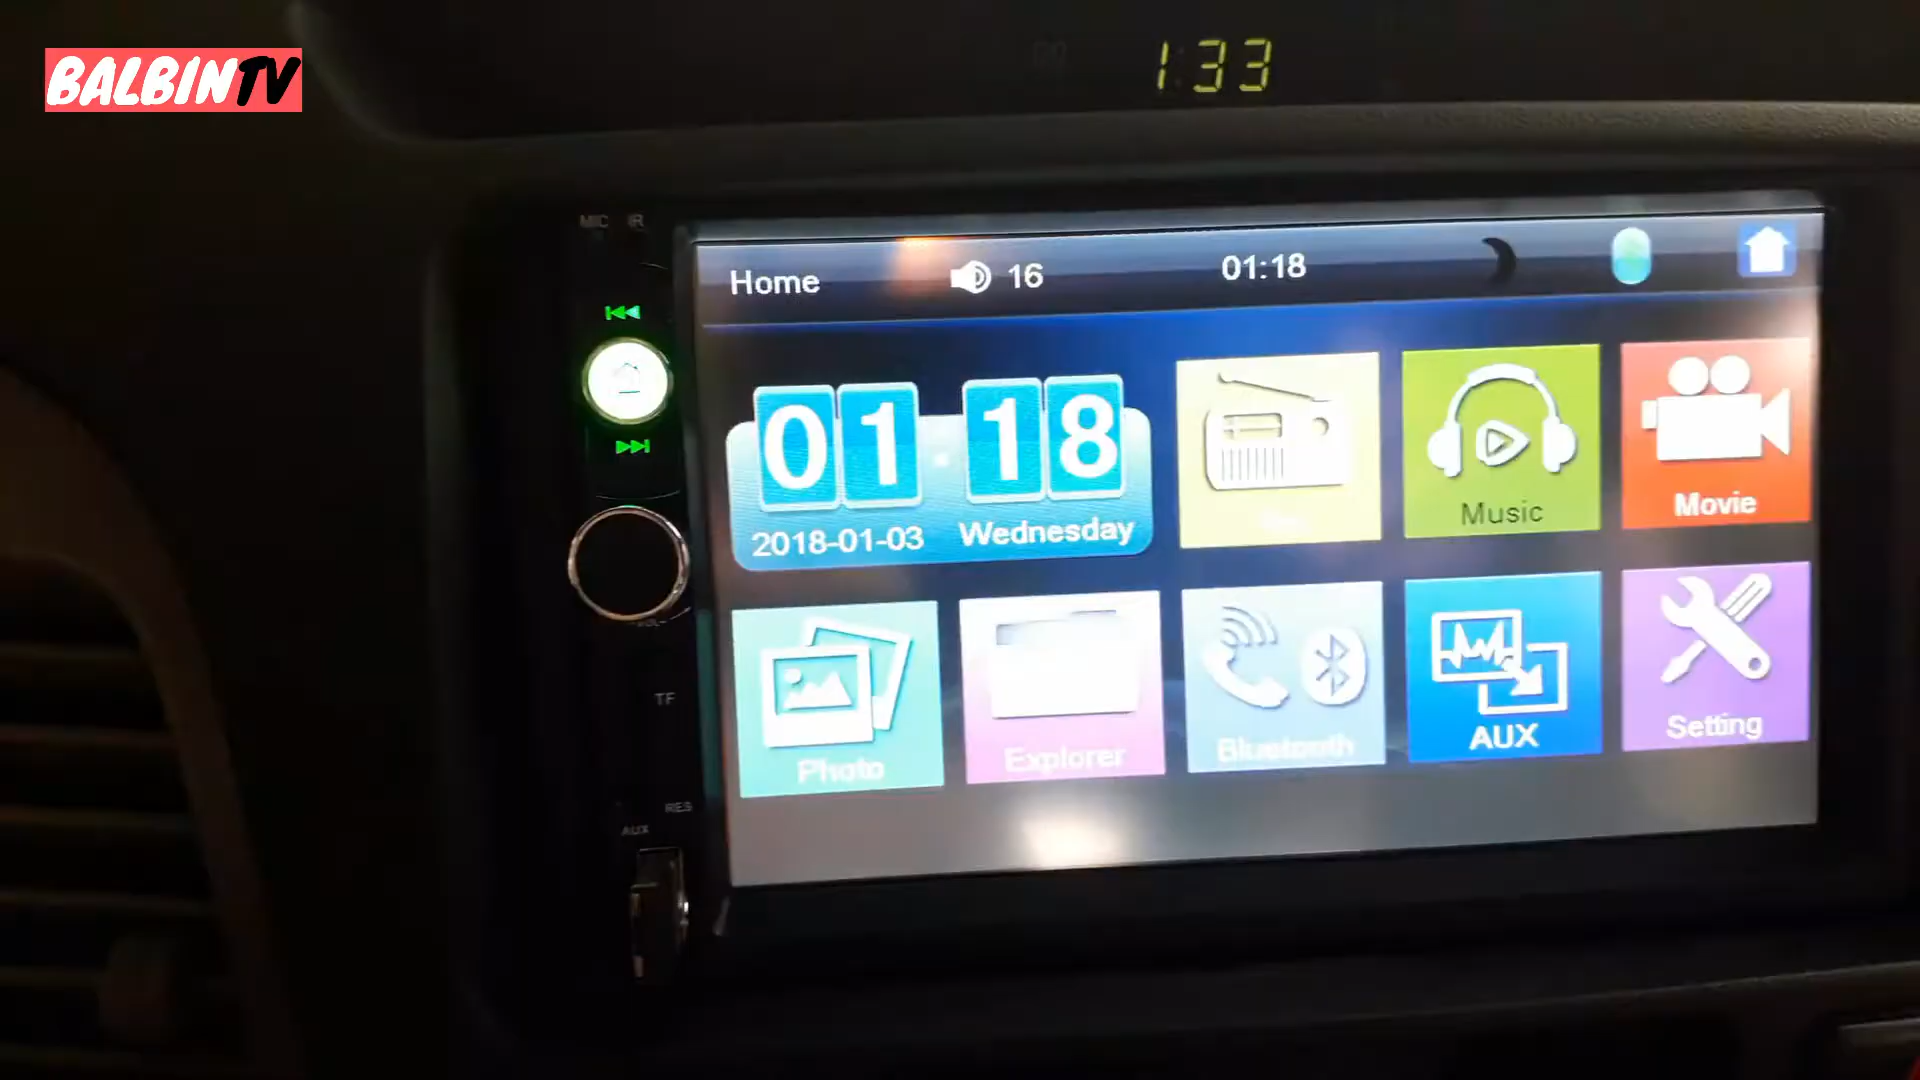 BALBINTV
1:33
MIC IR
Home 16 01:18
01 18
2018-01-03 Wednesday
Music
Movie
TF
Photo
Explorer
Bluetooth
AUX
Setting
RES
AUX